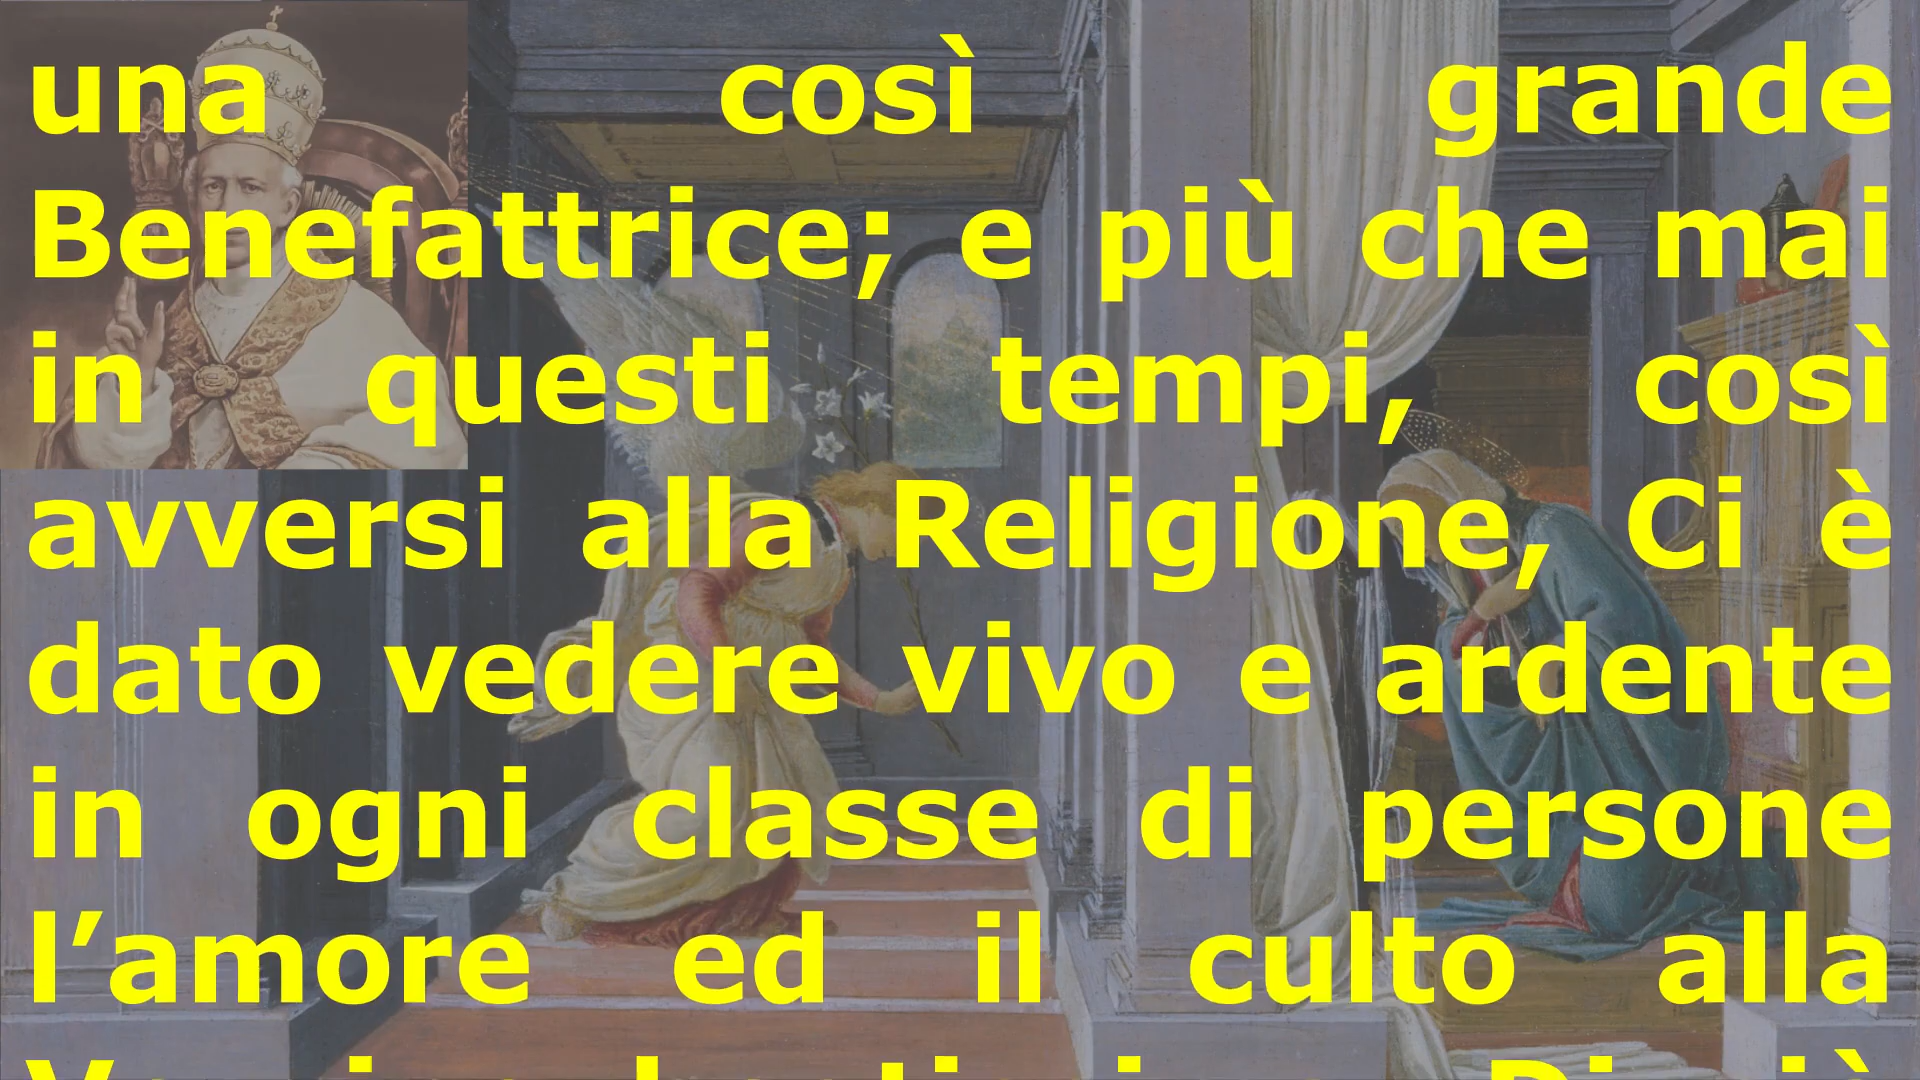 una così grande
Benefattrice; e più che mai
in questi tempi, così
avversi alla Religione, Ci è
dato vedere vivo e ardente
in ogni classe di persone
l’amore ed il culto alla